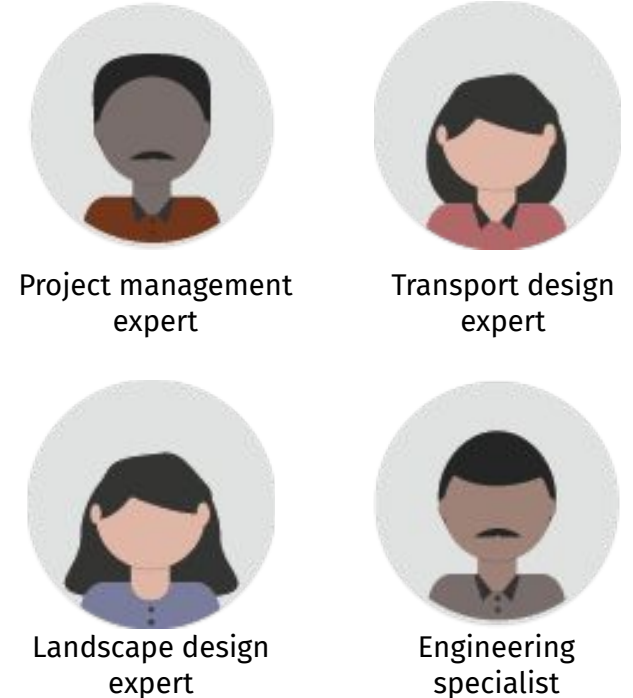 Project management
expert
Transport design
expert
Landscape design
expert
Engineering
specialist